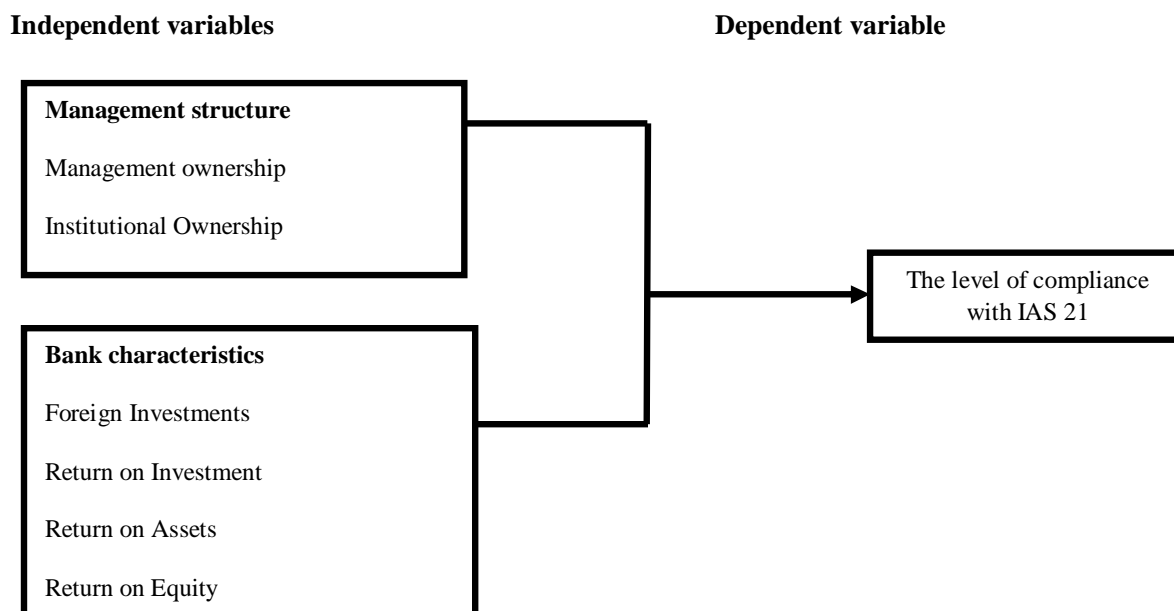 Independent variables
Dependent variable
Management structure
Management ownership
Institutional Ownership
The level of compliance
with IAS 21
Bank characteristics
Foreign Investments
Return on Investment
Return on Assets
Return on Equity